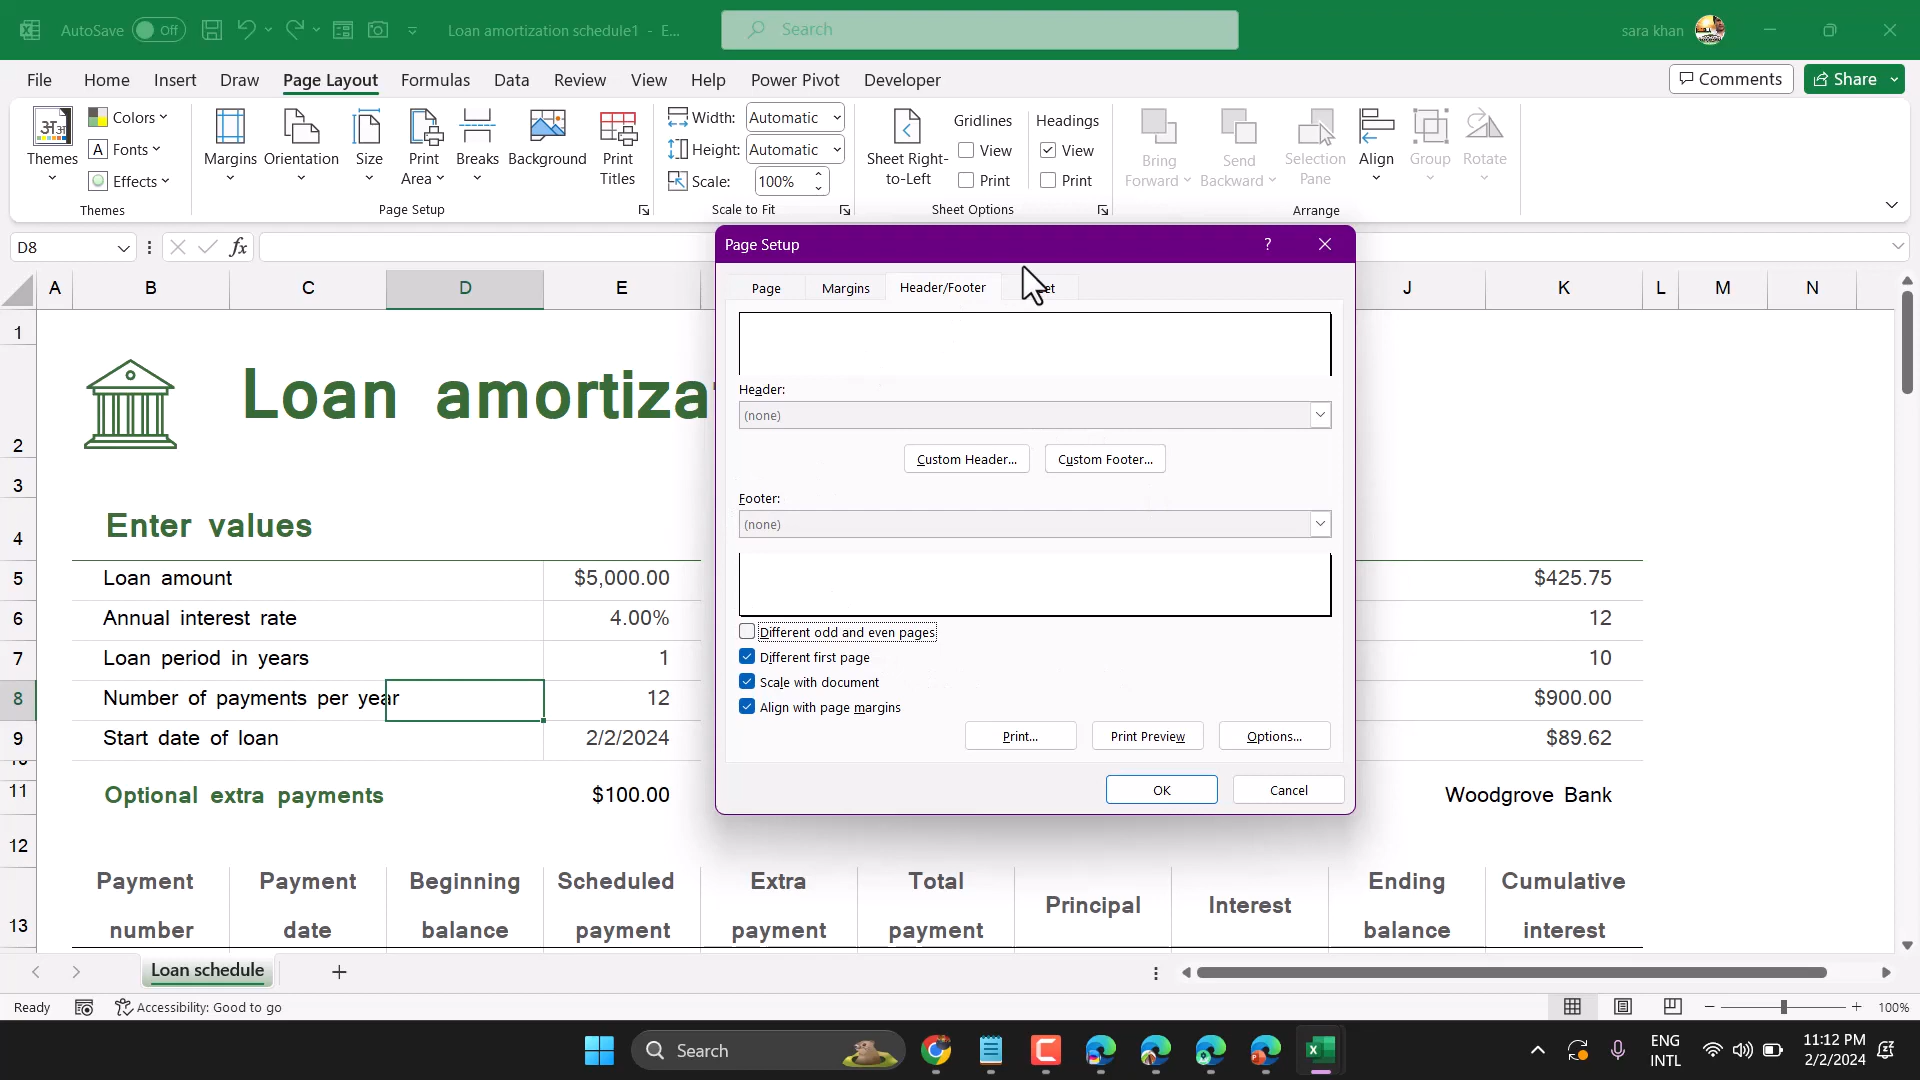 AutoSave Off
Loan amortization schedule1 - E...
Search
sara khan
File Home Insert Draw Page Layout Formulas Data Review View Help Power Pivot Developer
Comments
Share
Themes
Colors
Fonts
Effects
Themes
Margins
Orientation
Size
Print
Area
Breaks
Background
Print
Titles
Page Setup
Width: Automatic
Height: Automatic
Scale: 100%
Scale to Fit
Sheet Right-
to-Left
Gridlines
View
Print
Headings
View
Print
Sheet Options
Bring
Forward
Send
Backward
Selection
Pane
Align
Group
Rotate
Arrange
D8
fx
Page Setup
?
Page Margins Header/Footer
Header:
(none)
Custom Header...
Custom Footer...
Footer:
(none)
Different odd and even pages
Different first page
Scale with document
Align with page margins
Print...
Print Preview
Options...
OK
Cancel
A B C D E J K L M N
1
2
3
4
5
6
7
8
9
11
12
13
Loan amortiza
Enter values
Loan amount $5,000.00 $425.75
Annual interest rate 4.00% 12
Loan period in years 1 10
Number of payments per year 12 $900.00
Start date of loan 2/2/2024 $89.62
Optional extra payments $100.00 Woodgrove Bank
Payment number
Payment date
Beginning balance
Scheduled payment
Extra payment
Total payment
Principal
Interest
Ending balance
Cumulative interest
Loan schedule
Ready
Accessibility: Good to go
100%
Search
ENG
INTL
11:12 PM
2/2/2024